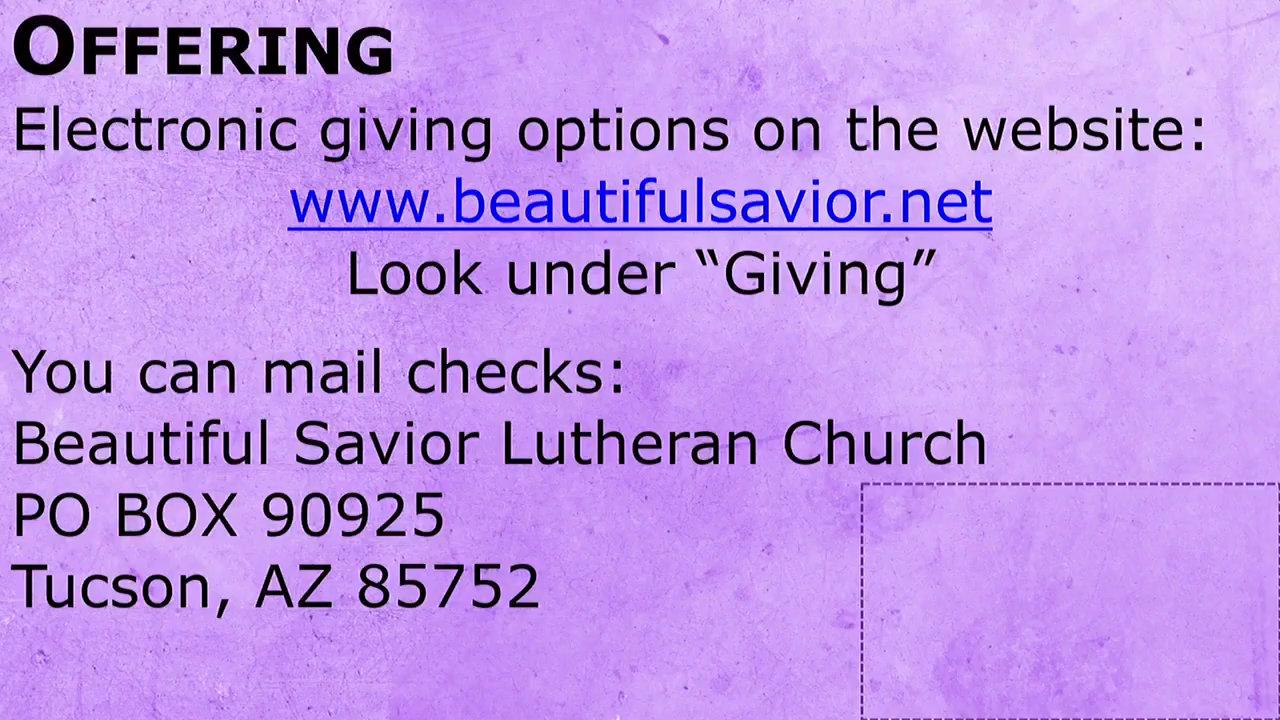 OFFERING
Electronic giving options on the website:
www.beautifulsavior.net
Look under “Giving”
You can mail checks:
Beautiful Savior Lutheran Church
PO BOX 90925
Tucson, AZ 85752